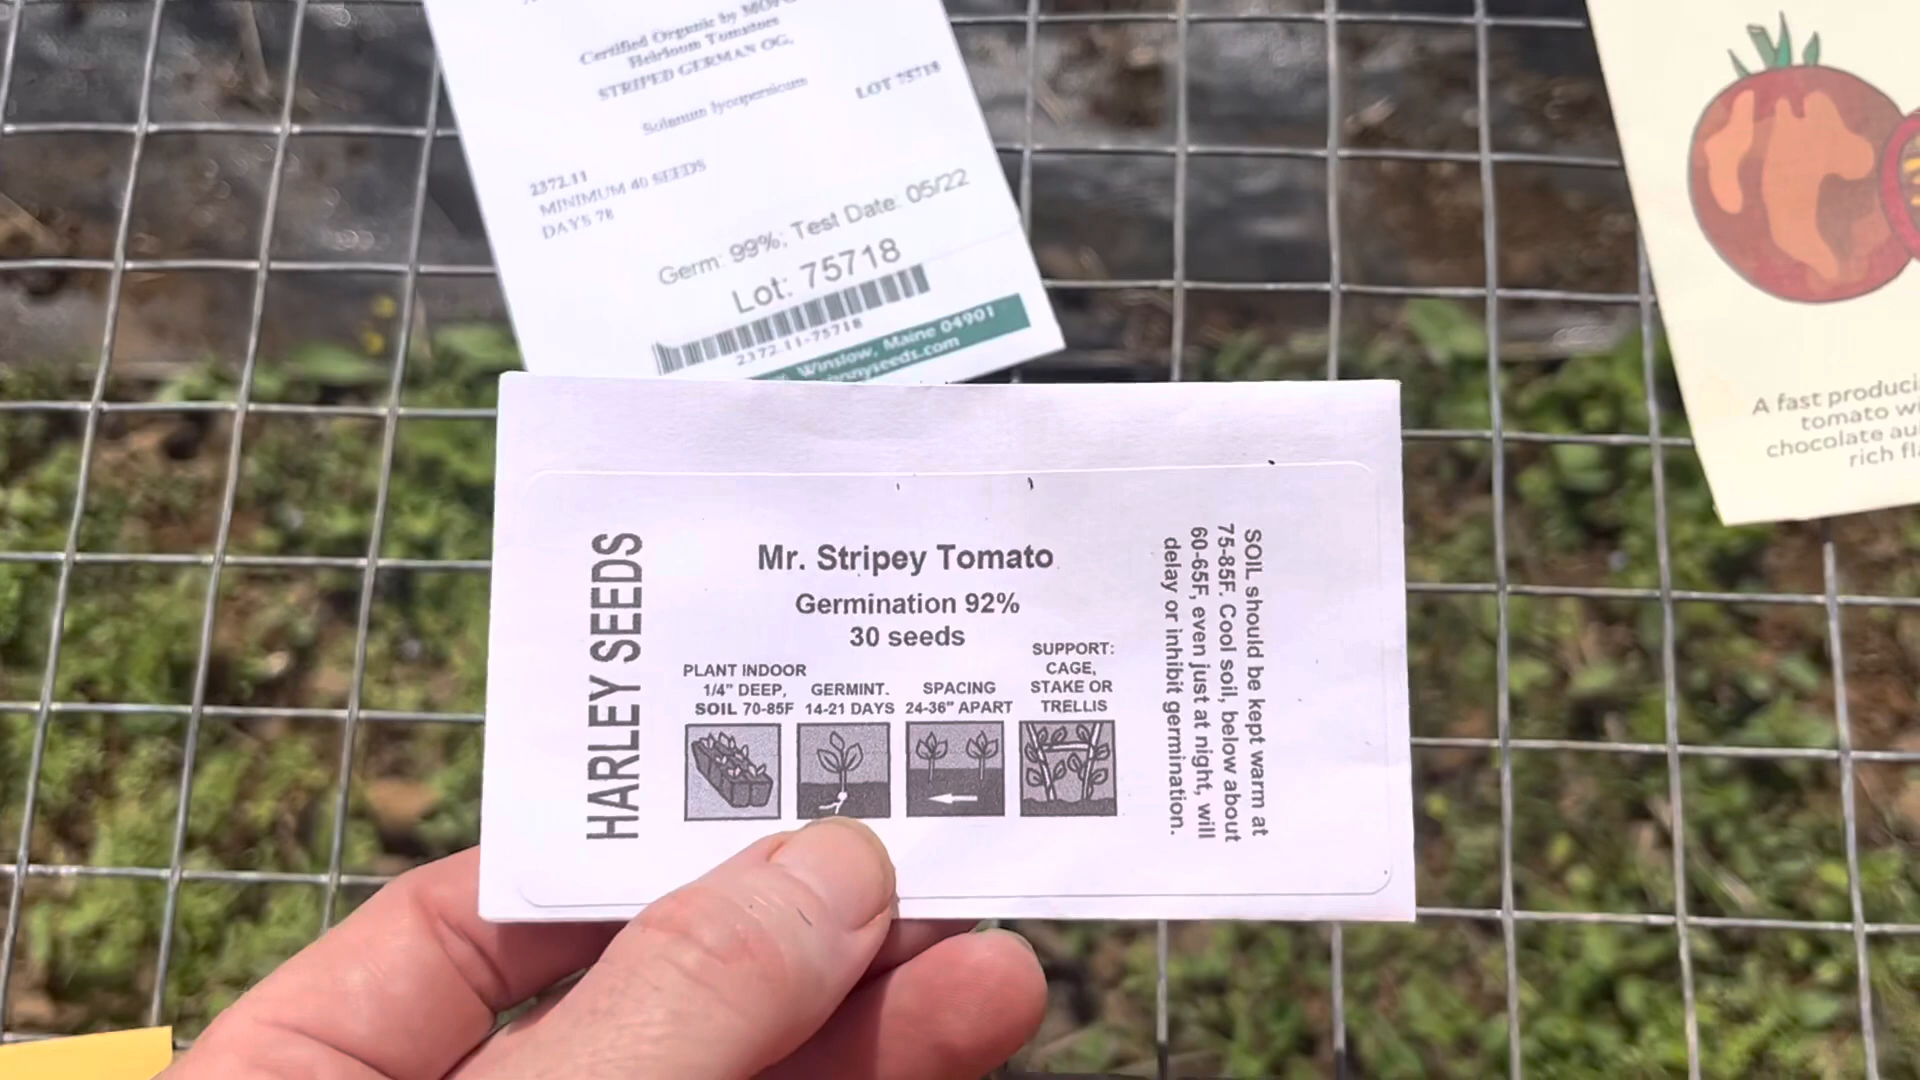 Certified Organic by
Heirloom Tomatoes
STRIPED GERMAN OG.
Solanum lycopersicum
LOT 75718
2372.11
MINIMUM 40 SEEDS
DAYS 78
Germ: 99%; Test Date: 05/22
Lot: 75718
2372.11-75718
Winslow, Maine 04901
nnyseeds.com
A fast produci
tomato wi
chocolate au
rich fl
HARLEY SEEDS
Mr. Stripey Tomato
Germination 92%
30 seeds
PLANT INDOOR
1/4" DEEP,
SOIL 70-85F
GERMINT.
14-21 DAYS
SPACING
24-36" APART
SUPPORT:
CAGE,
STAKE OR
TRELLIS
SOIL should be kept warm at
75-85F. Cool soil, below about
60-65F, even just at night, will
delay or inhibit germination.